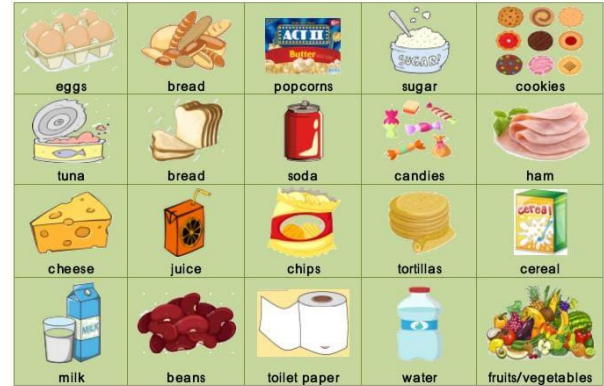 ACT II
Butter
SUGAR!
eggs
bread
popcorns
sugar
cookies
tuna
bread
soda
candies
ham
cereal
cheese
juice
chips
tortillas
cereal
MILK
milk
beans
toilet paper
water
fruits/vegetables